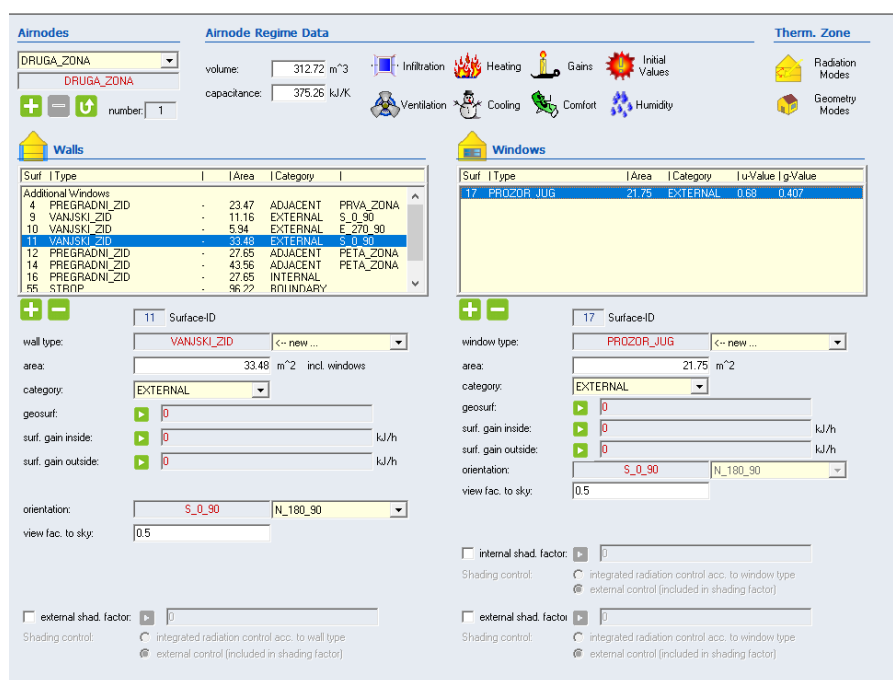 Airnodes
Airnode Regime Data
Therm. Zone
DRUGA_ZONA
DRUGA_ZONA
number: 1
volume: 312.72 m^3
capacitance: 375.26 kJ/K
Infiltration Heating Gains Initial Values
Ventilation Cooling Comfort Humidity
Radiation Modes
Geometry Modes
Walls
Surf | Type | | Area | Category |
Additional Windows
4 PREGRADNI_ZID - 23.47 ADJACENT PRVA_ZONA
9 VANJSKI_ZID - 11.16 EXTERNAL S_0_90
10 VANJSKI_ZID - 5.94 EXTERNAL E_270_90
11 VANJSKI_ZID - 33.48 EXTERNAL S_0_90
12 PREGRADNI_ZID - 27.65 ADJACENT PETA_ZONA
14 PREGRADNI_ZID - 43.56 ADJACENT PETA_ZONA
16 PREGRADNI_ZID - 27.65 INTERNAL
55 STROP - 96.22 BOUNDARY
11 Surface-ID
wall type: VANJSKI_ZID <-- new ...
area: 33.48 m^2 incl. windows
category: EXTERNAL
geosurf: 0
surf. gain inside: 0 kJ/h
surf. gain outside: 0 kJ/h
orientation: S_0_90 N_180_90
view fac. to sky: 0.5
external shad. factor: 0
Shading control: integrated radiation control acc. to wall type
external control (included in shading factor)
Windows
Surf | Type | Area | Category | u-Value | g-Value
17 PROZOR_JUG 21.75 EXTERNAL 0.68 0.407
17 Surface-ID
window type: PROZOR_JUG <-- new ...
area: 21.75 m^2
category: EXTERNAL
geosurf: 0
surf. gain inside: 0 kJ/h
surf. gain outside: 0 kJ/h
orientation: S_0_90 N_180_90
view fac. to sky: 0.5
internal shad. factor: 0
Shading control: integrated radiation control acc. to window type
external control (included in shading factor)
external shad. factor 0
Shading control: integrated radiation control acc. to window type
external control (included in shading factor)